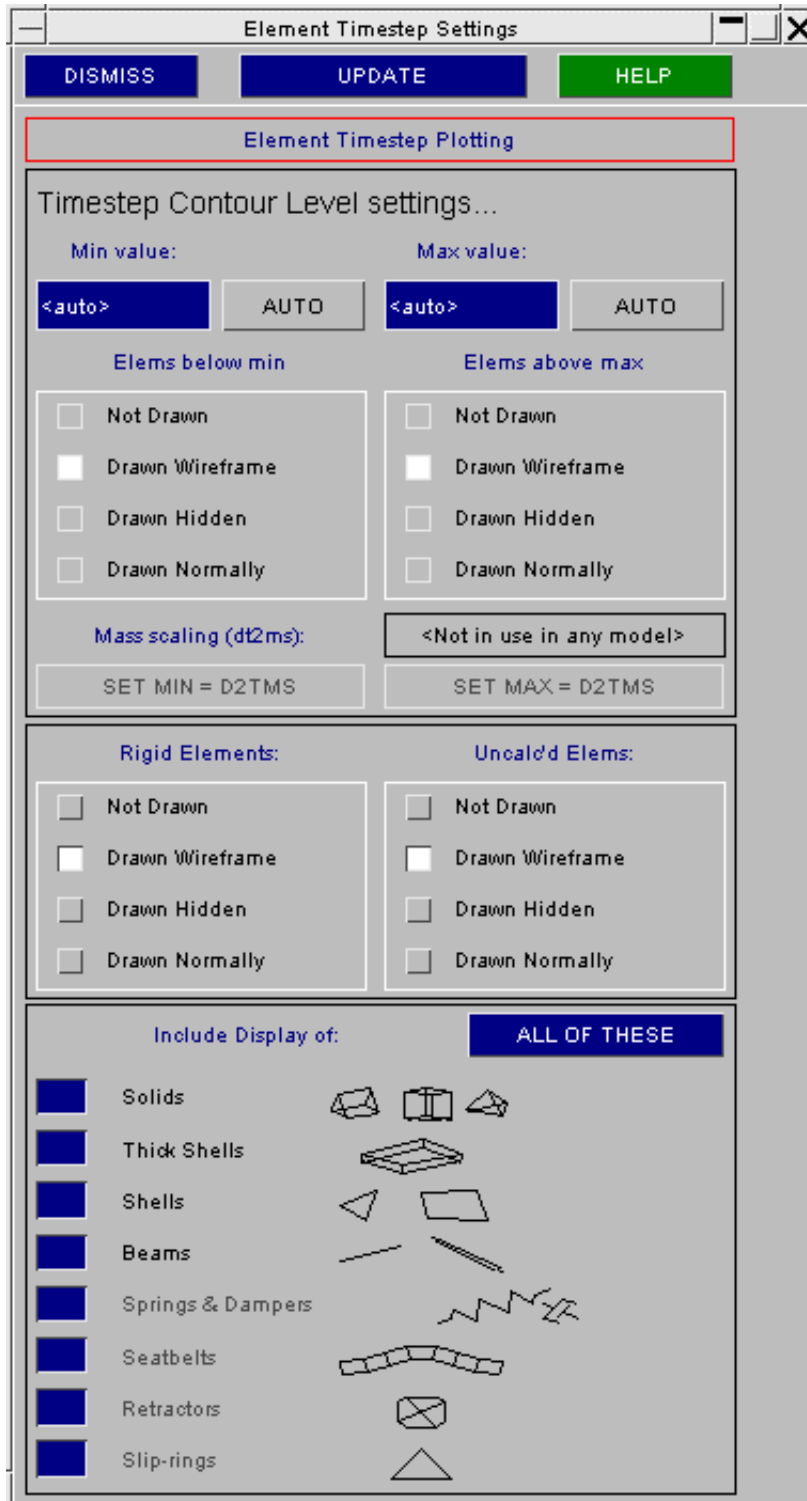 Element Timestep Settings
DISMISS UPDATE HELP
Element Timestep Plotting
Timestep Contour Level settings...
Min value: Max value:
<auto> AUTO <auto> AUTO
Elems below min Elems above max
Not Drawn Not Drawn
Drawn Wireframe Drawn Wireframe
Drawn Hidden Drawn Hidden
Drawn Normally Drawn Normally
Mass scaling (dt2ms): <Not in use in any model>
SET MIN = D2TMS SET MAX = D2TMS
Rigid Elements: Uncalc'd Elems:
Not Drawn Not Drawn
Drawn Wireframe Drawn Wireframe
Drawn Hidden Drawn Hidden
Drawn Normally Drawn Normally
Include Display of: ALL OF THESE
Solids
Thick Shells
Shells
Beams
Springs & Dampers
Seatbelts
Retractors
Slip-rings